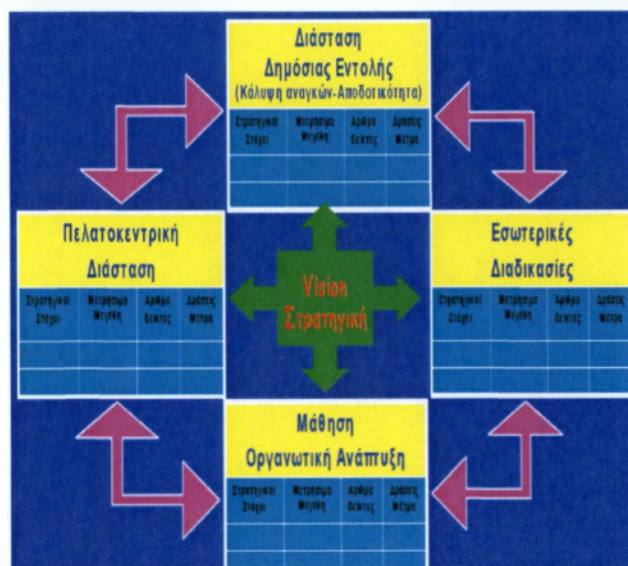 Διάσταση
Δημόσιας Εντολής
(Κάλυψη αναγκών-Αποδοτικότητα)
Στρατηγικοί Στόχοι Μετρήσιμα Μεγέθη Αριθμο δείκτες Δράσεις Μέτρα
Πελατοκεντρική
Διάσταση
Στρατηγικοί Στόχοι Μετρήσιμα Μεγέθη Αριθμο δείκτες Δράσεις Μέτρα
Vision
Στρατηγική
Εσωτερικές
Διαδικασίες
Στρατηγικοί Στόχοι Μετρήσιμα Μεγέθη Αριθμο δείκτες Δράσεις Μέτρα
Μάθηση
Οργανωτική Ανάπτυξη
Στρατηγικοί Στόχοι Μετρήσιμα Μεγέθη Αριθμο δείκτες Δράσεις Μέτρα